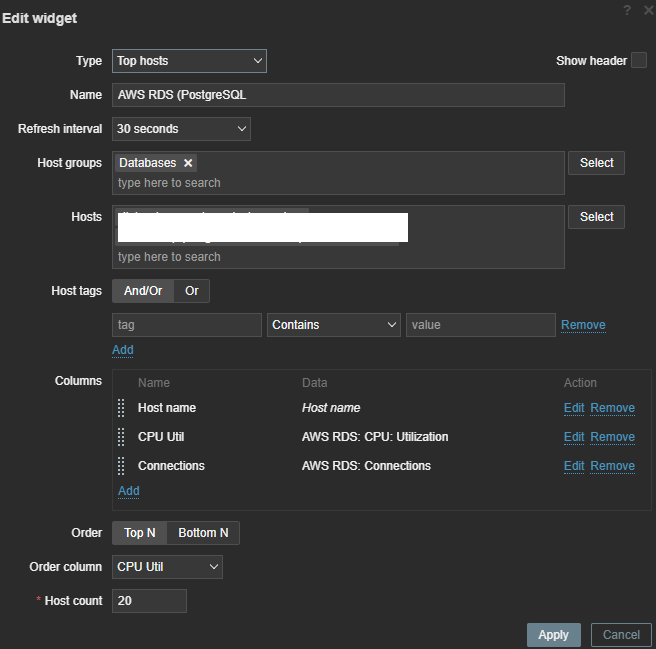 Edit widget
? ×
Type Top hosts Show header
Name AWS RDS (PostgreSQL
Refresh interval 30 seconds
Host groups Databases × Select
type here to search
Hosts Select
type here to search
Host tags And/Or Or
tag Contains value Remove
Add
Columns Name Data Action
Host name Host name Edit Remove
CPU Util AWS RDS: CPU: Utilization Edit Remove
Connections AWS RDS: Connections Edit Remove
Add
Order Top N Bottom N
Order column CPU Util
* Host count 20
Apply Cancel